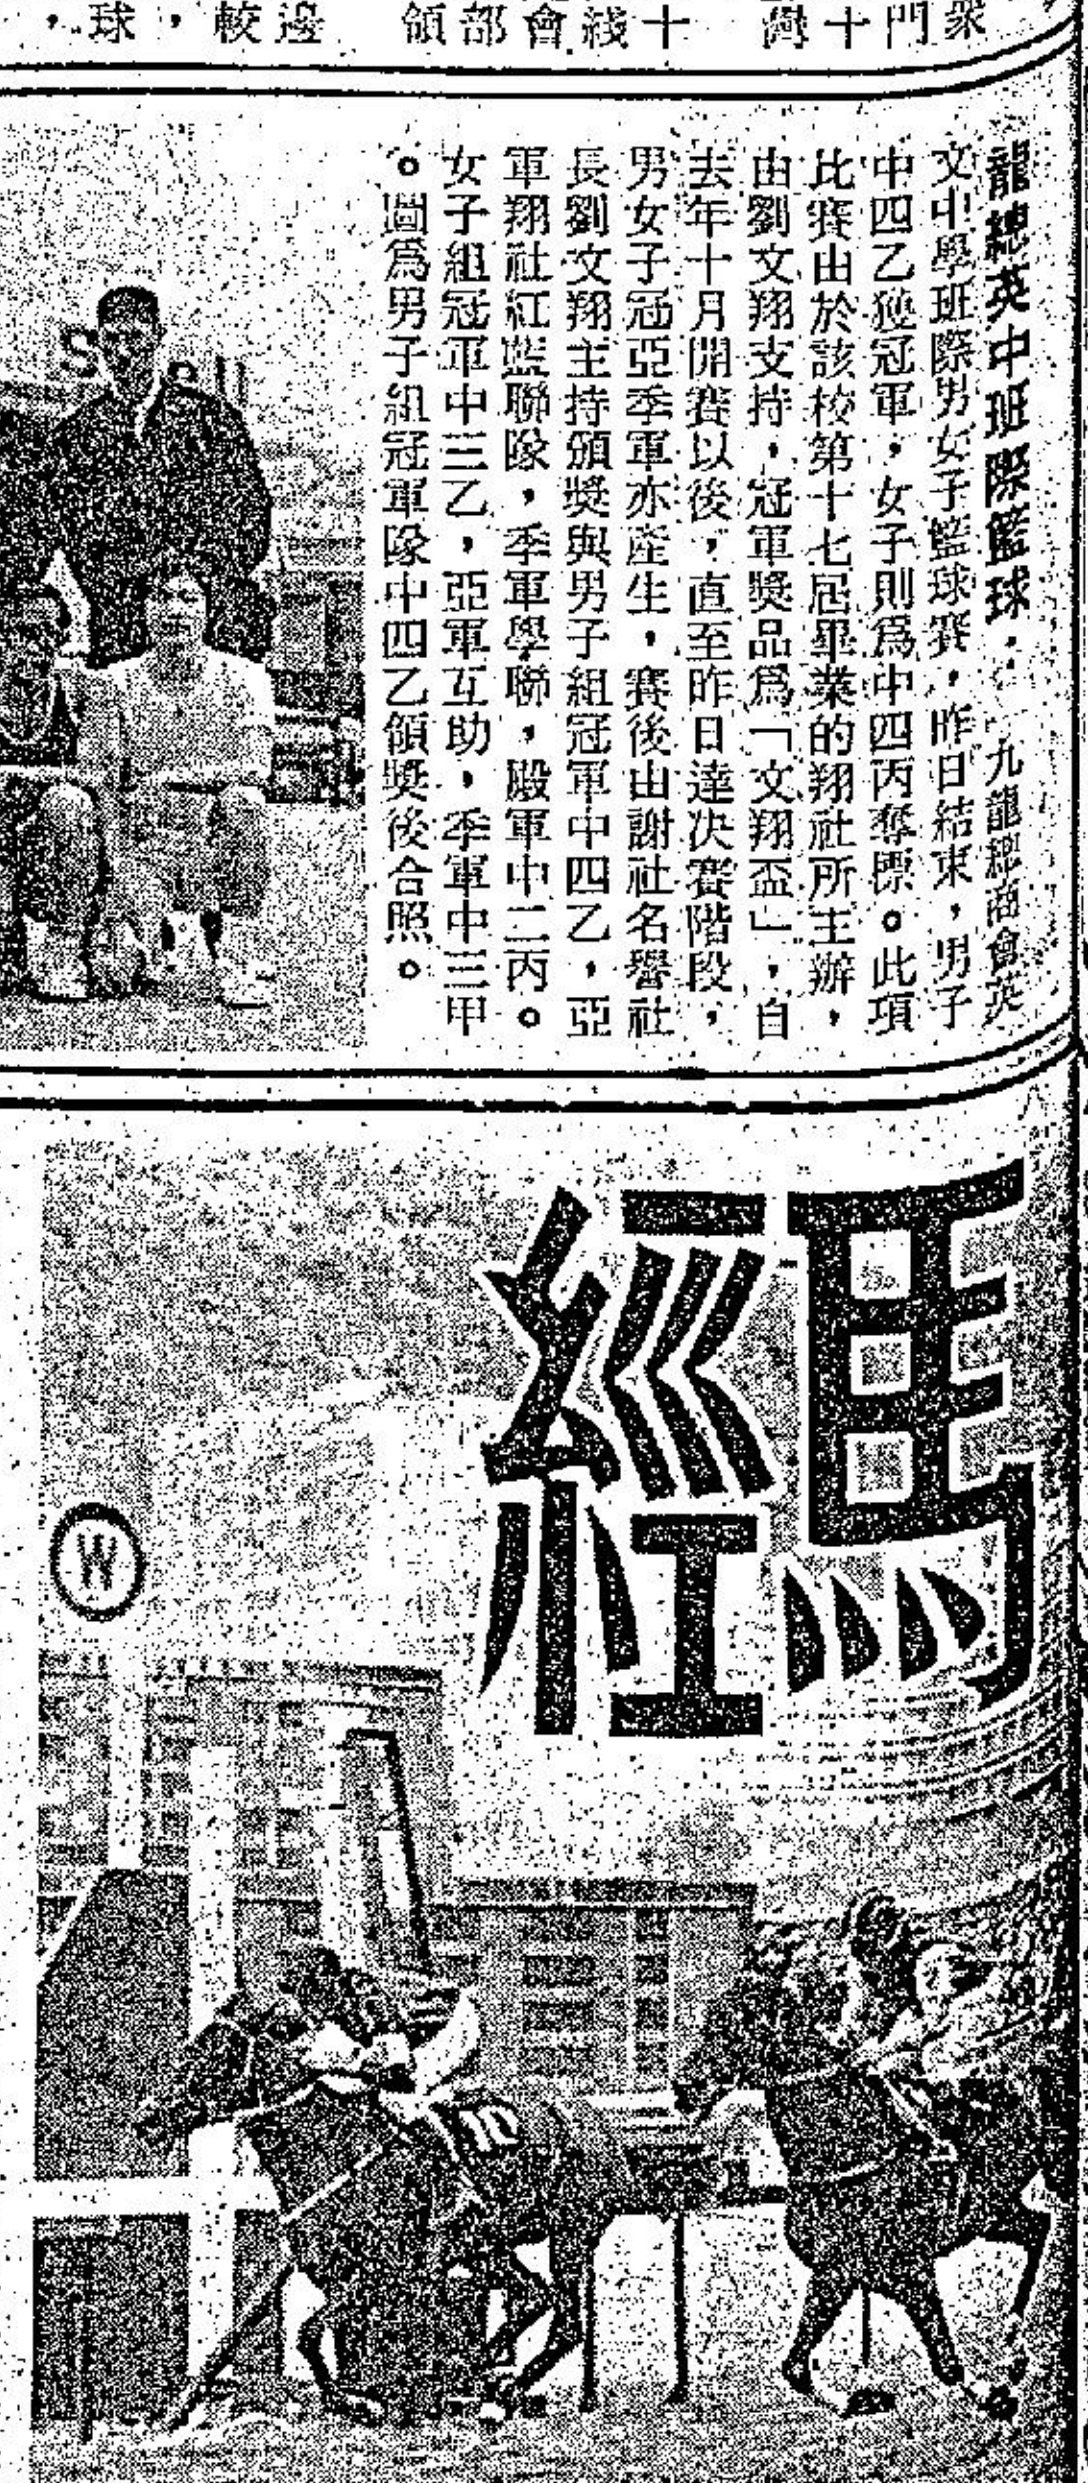 衆門十灣
十綫會部領
邊較，球，
龍總英中班際籃球，九龍總商會英
文中學班際男女子籃球賽，昨日結束，男子
中四乙獲冠軍，女子則爲中四丙奪標。此項
比賽由於該校第十七屆畢業的翔社所主辦，
由劉文翔支持，冠軍獎品爲「文翔盃」，自
去年十月開賽以後，直至昨日達决賽階段，
男女子冠亞季軍亦產生，賽後由謝社名譽社
長劉文翔主持頒獎與男子組冠軍中四乙，亞
軍翔社紅藍聯隊，季軍學聯，殿軍中二丙。
女子組冠軍中三乙，亞軍互助，季軍中三甲
。圖爲男子組冠軍隊中四乙領獎後合照。
馬經
W
10